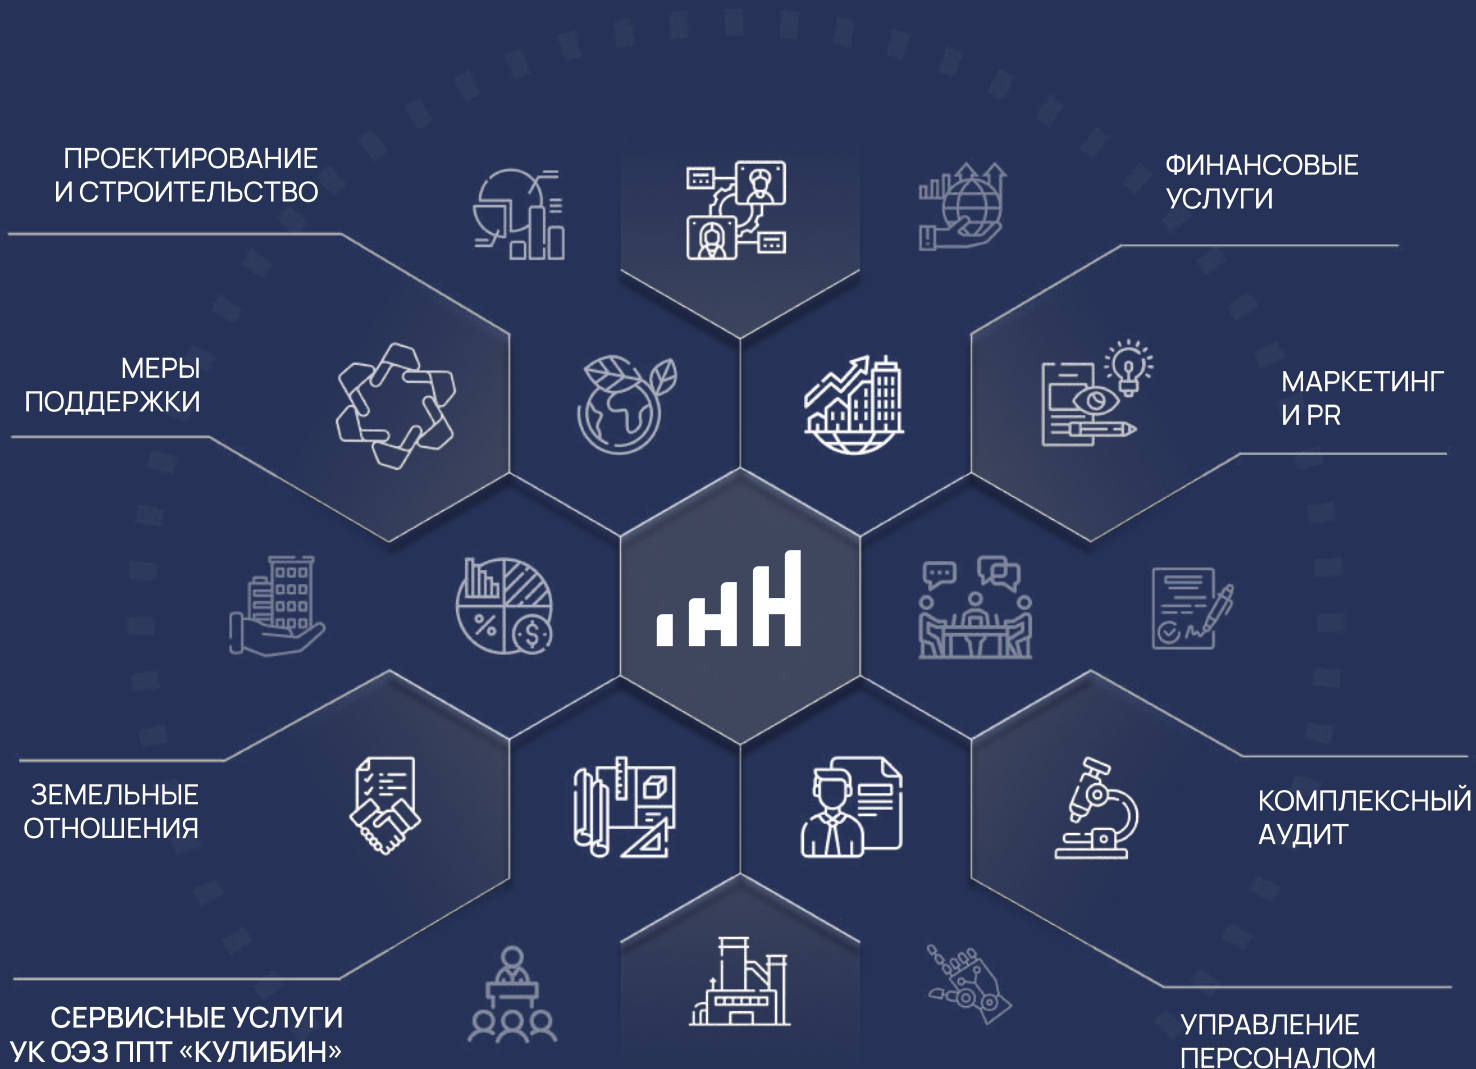 ПРОЕКТИРОВАНИЕ
И СТРОИТЕЛЬСТВО
ФИНАНСОВЫЕ
УСЛУГИ
МЕРЫ
ПОДДЕРЖКИ
МАРКЕТИНГ
И PR
ЗЕМЕЛЬНЫЕ
ОТНОШЕНИЯ
КОМПЛЕКСНЫЙ
АУДИТ
СЕРВИСНЫЕ УСЛУГИ
УК ОЭЗ ППТ «КУЛИБИН»
УПРАВЛЕНИЕ
ПЕРСОНАЛОМ